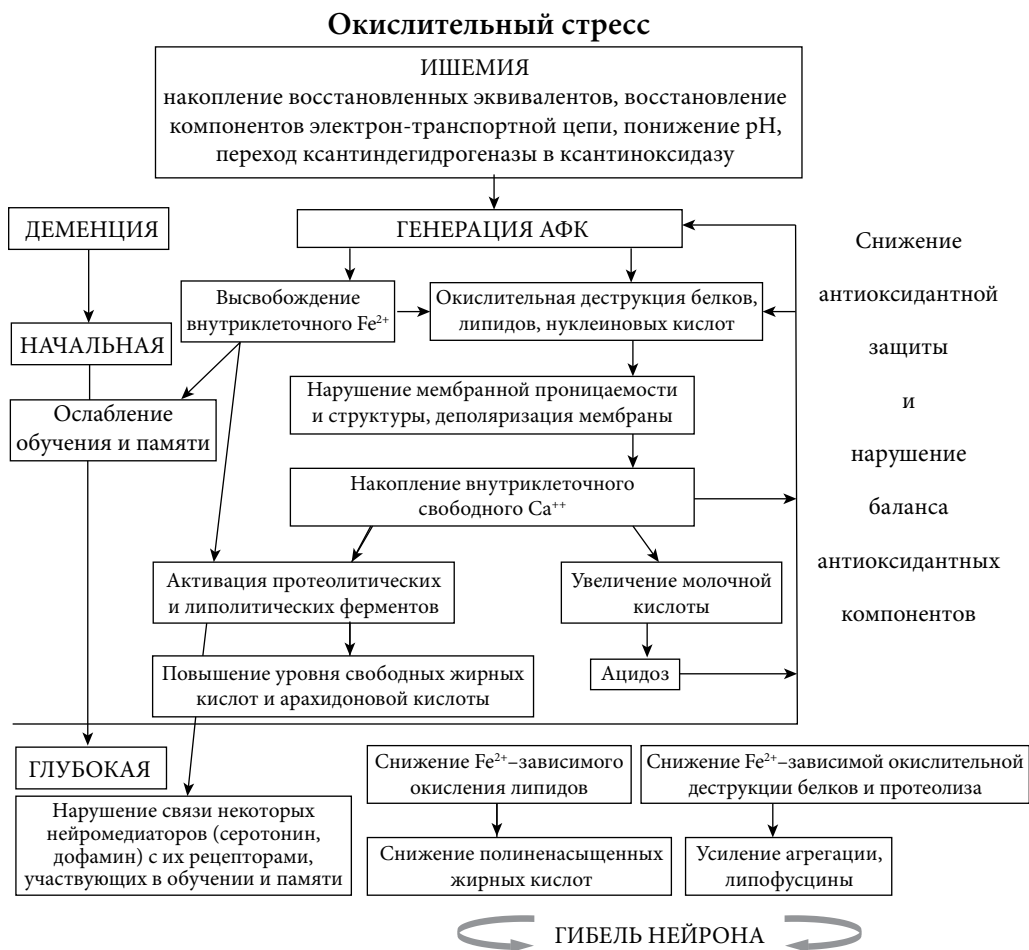 Окислительный стресс
ИШЕМИЯ
накопление восстановленных эквивалентов, восстановление
компонентов электрон-транспортной цепи, понижение pH,
переход ксантиндегидрогеназы в ксантиноксидазу
ДЕМЕНЦИЯ
ГЕНЕРАЦИЯ АФК
Снижение
антиоксидантной
защиты
и
нарушение
баланса
антиоксидантных
компонентов
Высвобождение
внутриклеточного Fe²⁺
Окислительная деструкция белков,
липидов, нуклеиновых кислот
НАЧАЛЬНАЯ
Нарушение мембранной проницаемости
и структуры, деполяризация мембраны
Ослабление
обучения и памяти
Накопление внутриклеточного
свободного Ca⁺⁺
Активация протеолитических
и липолитических ферментов
Увеличение молочной
кислоты
Повышение уровня свободных жирных
кислот и арахидоновой кислоты
Ацидоз
ГЛУБОКАЯ
Нарушение связи некоторых
нейромедиаторов (серотонин,
дофамин) с их рецепторами,
участвующих в обучении и памяти
Снижение Fe²⁺–зависимого
окисления липидов
Снижение Fe²⁺–зависимой окислительной
деструкции белков и протеолиза
Снижение полиненасыщенных
жирных кислот
Усиление агрегации,
липофусцины
ГИБЕЛЬ НЕЙРОНА